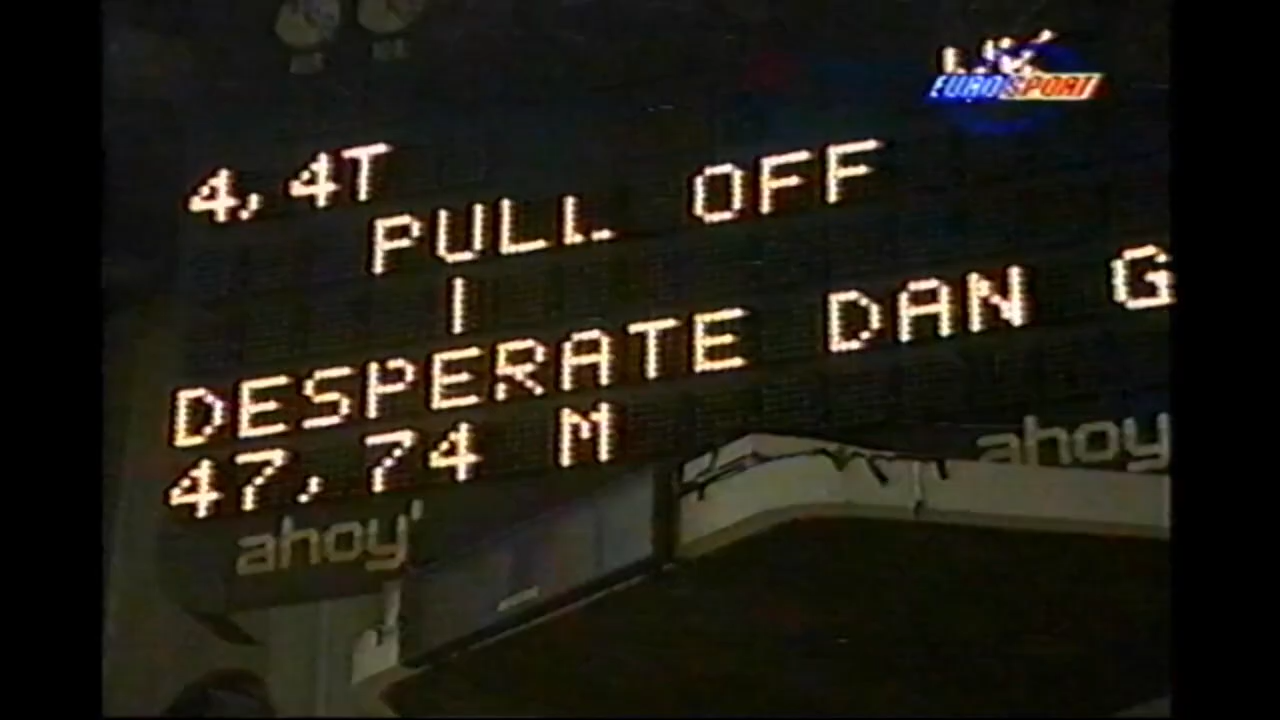 EUROSPORT
4,4T
PULL OFF
1
DESPERATE DAN G
47,74 M
ahoy
ahoy'